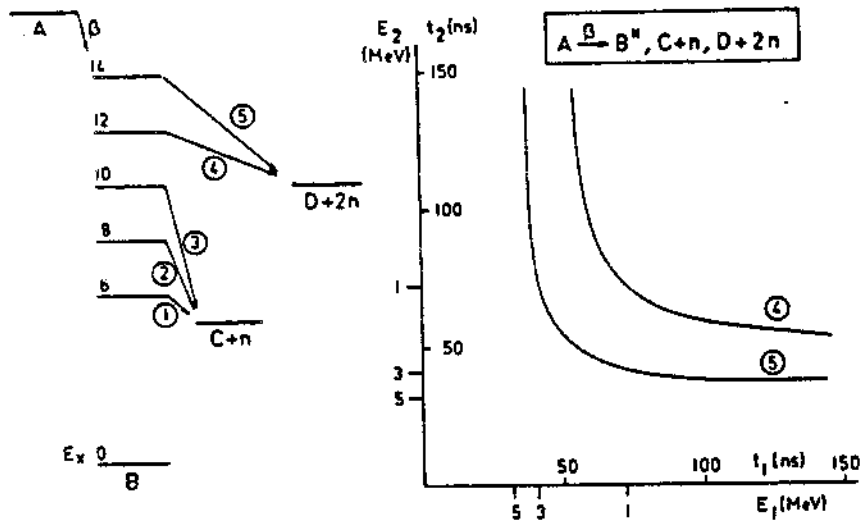 A
β
14
12
10
8
6
⑤
④
③
②
①
D+2n
C+n
Eₓ 0
B
E₂ t₂(ns)
(MeV)
A β→ Bᴺ, C+n, D+2n
150
100
1
50
3
5
④
⑤
50 100 t₁(ns) 150
5 3 1 E₁(MeV)